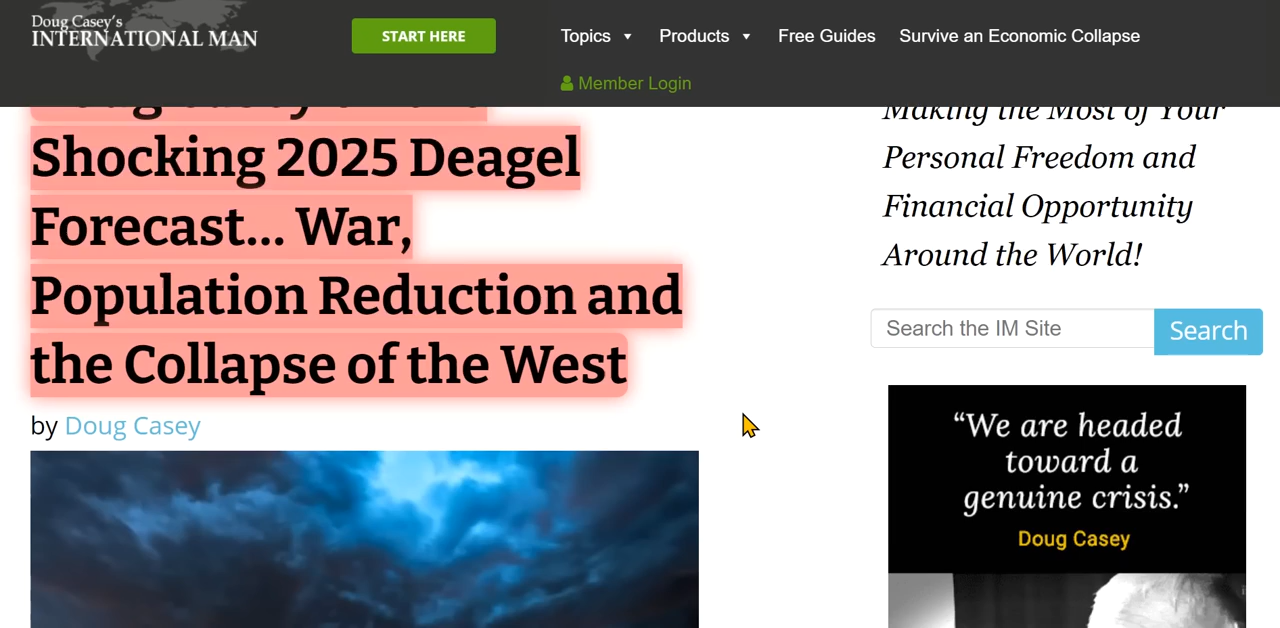 Doug Casey's
INTERNATIONAL MAN
START HERE
Topics
Products
Free Guides
Survive an Economic Collapse
Member Login
Shocking 2025 Deagel
Forecast... War,
Population Reduction and
the Collapse of the West
by Doug Casey
Making the Most of Your
Personal Freedom and
Financial Opportunity
Around the World!
Search the IM Site
Search
“We are headed
toward a
genuine crisis.”
Doug Casey